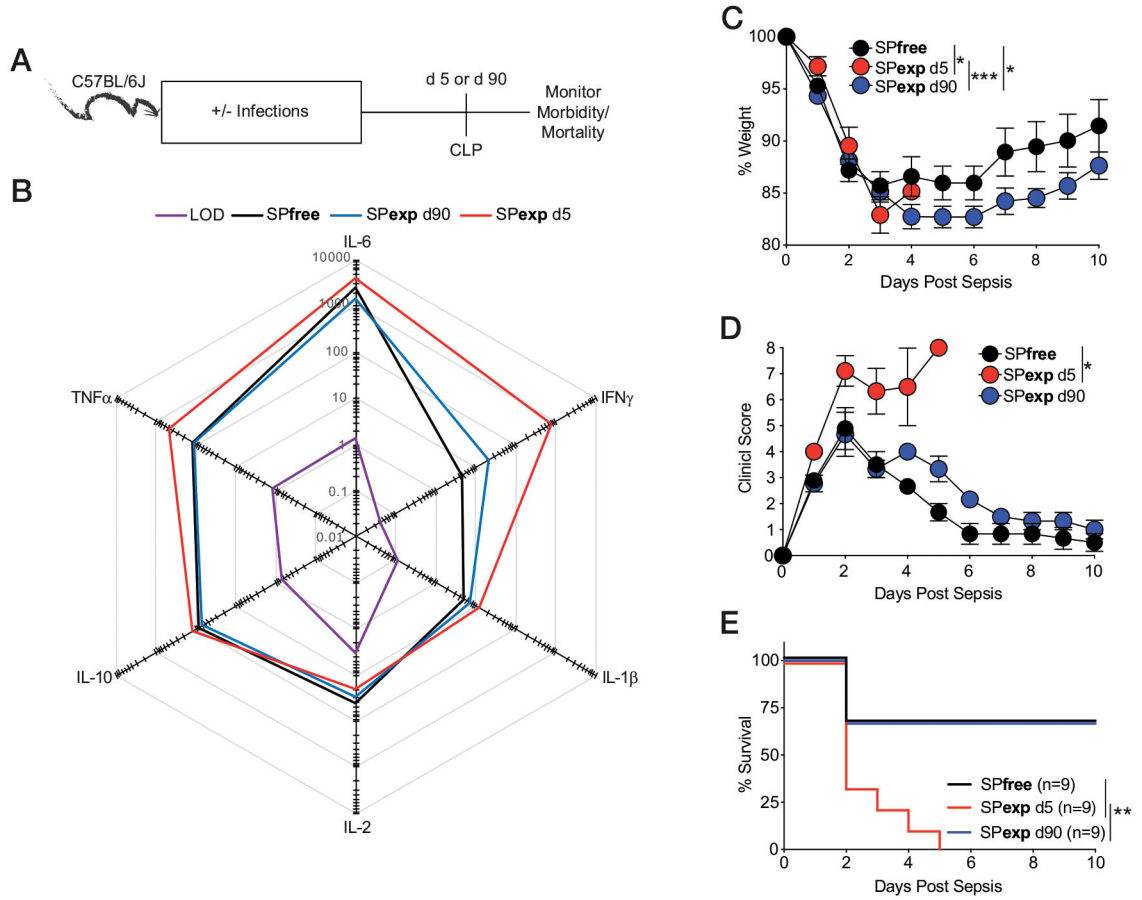 A
C57BL/6J
+/- Infections
d 5 or d 90
CLP
Monitor
Morbidity/
Mortality
B
LOD SPfree SPexp d90 SPexp d5
IL-6
10000
1000
100
10
1
0.1
0.01
TNFα
IFNγ
IL-10
IL-1β
IL-2
C
SPfree
SPexp d5 *
SPexp d90 *** *
% Weight
100
95
90
85
80
0 2 4 6 8 10
Days Post Sepsis
D
SPfree
SPexp d5 *
SPexp d90
Clinicl Score
8
7
6
5
4
3
2
1
0
0 2 4 6 8 10
Days Post Sepsis
E
% Survival
100
75
50
25
0
SPfree (n=9)
SPexp d5 (n=9) **
SPexp d90 (n=9)
0 2 4 6 8 10
Days Post Sepsis